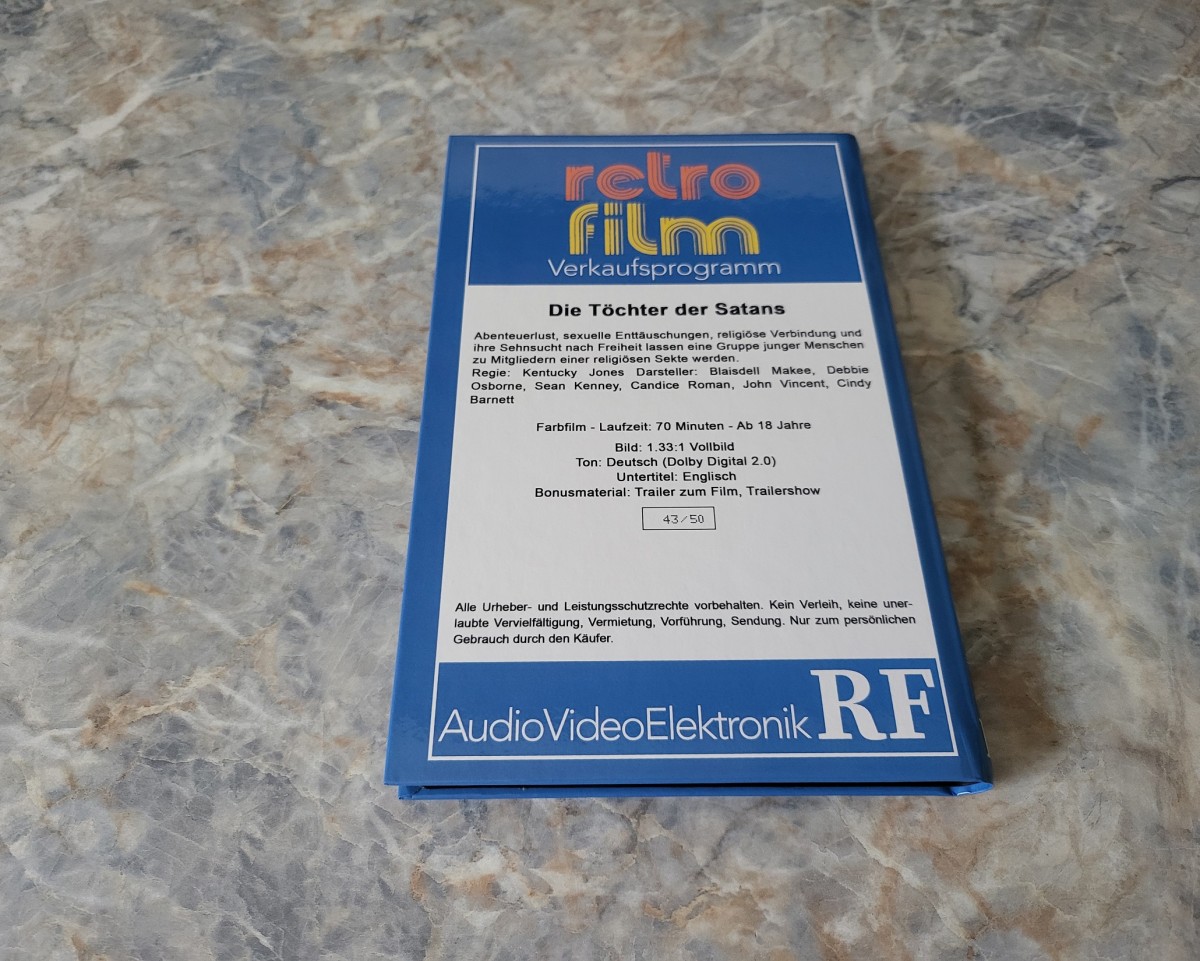 retro
film
Verkaufsprogramm
Die Töchter der Satans
Abenteuerlust, sexuelle Enttäuschungen, religiöse Verbindung und
ihre Sehnsucht nach Freiheit lassen eine Gruppe junger Menschen
zu Mitgliedern einer religiösen Sekte werden.
Regie: Kentucky Jones Darsteller: Blaisdell Makee, Debbie
Osborne, Sean Kenney, Candice Roman, John Vincent, Cindy
Barnett
Farbfilm - Laufzeit: 70 Minuten - Ab 18 Jahre
Bild: 1.33:1 Vollbild
Ton: Deutsch (Dolby Digital 2.0)
Untertitel: Englisch
Bonusmaterial: Trailer zum Film, Trailershow
43/50
Alle Urheber- und Leistungsschutzrechte vorbehalten. Kein Verleih, keine uner-
laubte Vervielfältigung, Vermietung, Vorführung, Sendung. Nur zum persönlichen
Gebrauch durch den Käufer.
AudioVideoElektronik RF